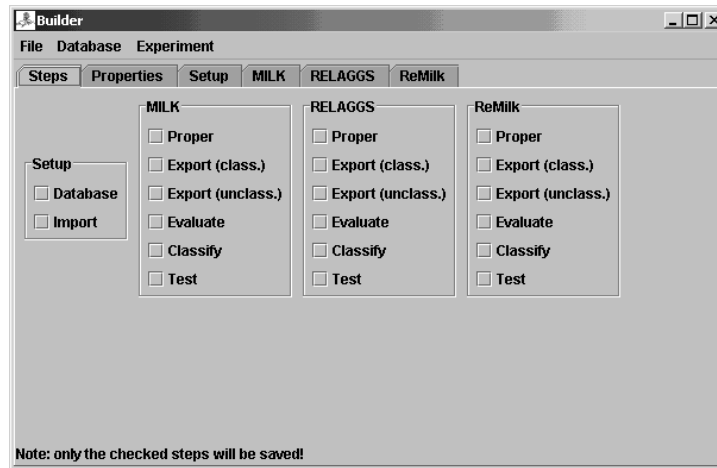 Builder
File Database Experiment
Steps Properties Setup MILK RELAGGS ReMilk
Setup
Database
Import
MILK
Proper
Export (class.)
Export (unclass.)
Evaluate
Classify
Test
RELAGGS
Proper
Export (class.)
Export (unclass.)
Evaluate
Classify
Test
ReMilk
Proper
Export (class.)
Export (unclass.)
Evaluate
Classify
Test
Note: only the checked steps will be saved!